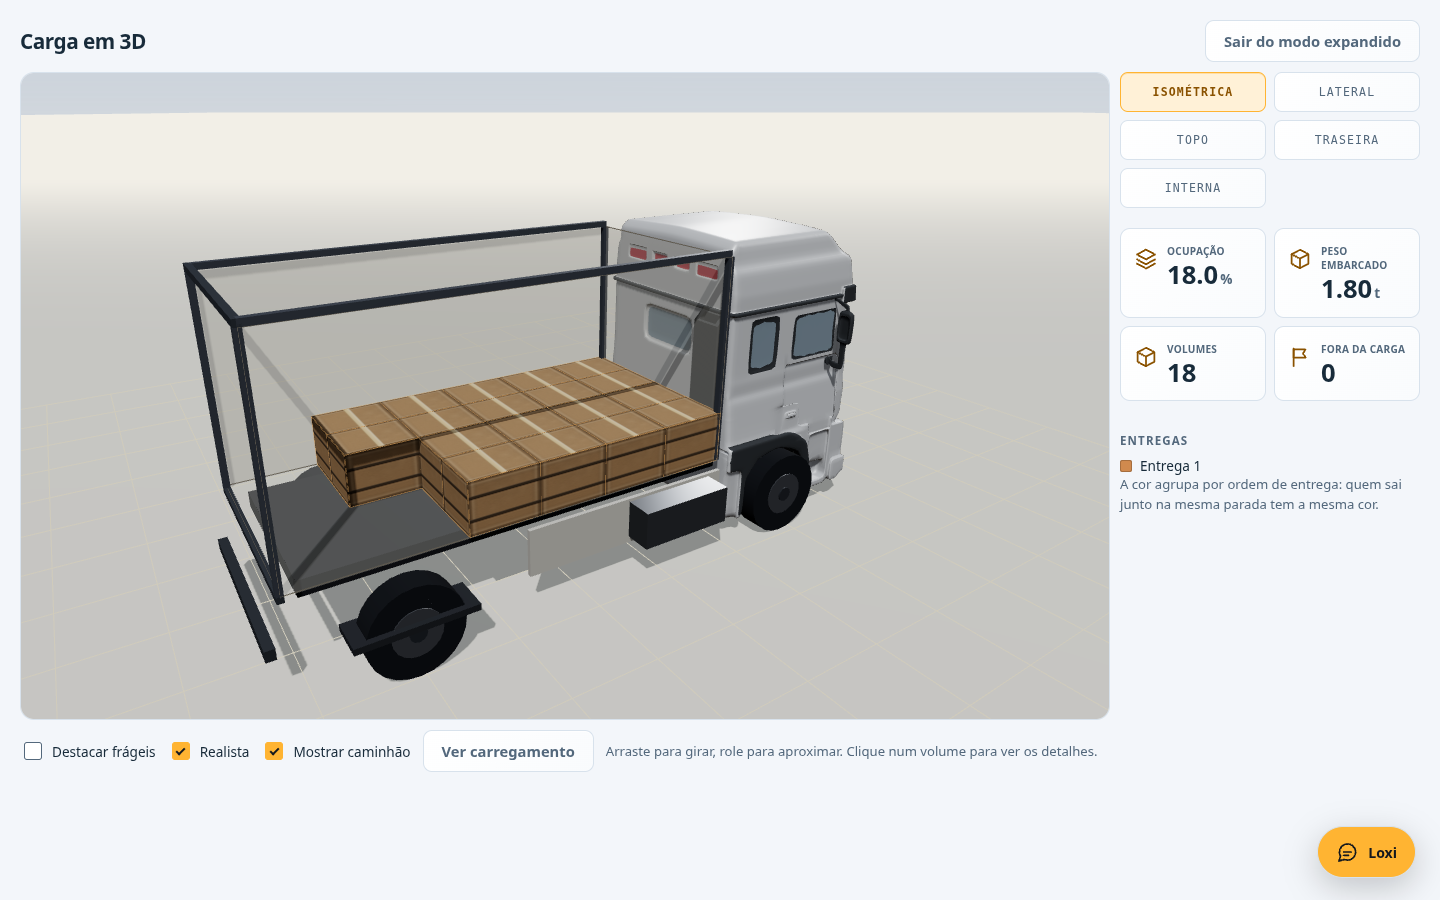 Carga em 3D
Sair do modo expandido
ISOMÉTRICA
LATERAL
TOPO
TRASEIRA
INTERNA
OCUPAÇÃO
18.0%
PESO
EMBARCADO
1.80t
VOLUMES
18
FORA DA CARGA
0
ENTREGAS
Entrega 1
A cor agrupa por ordem de entrega: quem sai
junto na mesma parada tem a mesma cor.
Destacar frágeis
Realista
Mostrar caminhão
Ver carregamento
Arraste para girar, role para aproximar. Clique num volume para ver os detalhes.
Loxi